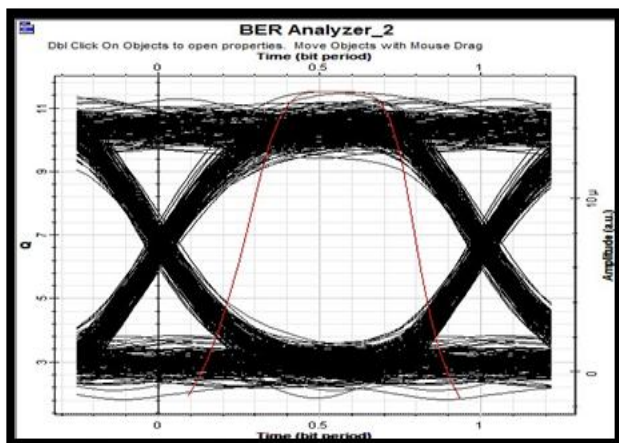 BER Analyzer_2
Dbl Click On Objects to open properties. Move Objects with Mouse Drag
Time (bit period)
0 0.5 1
11
9
7
5
3
Q
10 µ
0
Amplitude (a.u.)
0 0.5 1
Time (bit period)